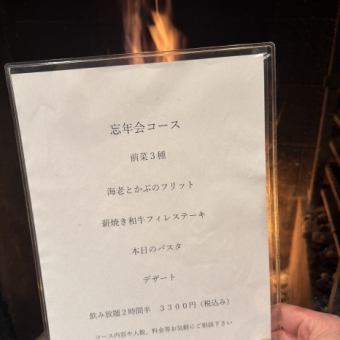 忘年会コース
前菜３種
海老とかぶのフリット
薪焼き和牛フィレステーキ
本日のパスタ
デザート
飲み放題２時間半　３３００円（税込み）
コース内容や人数、料金等お気軽にご相談下さい